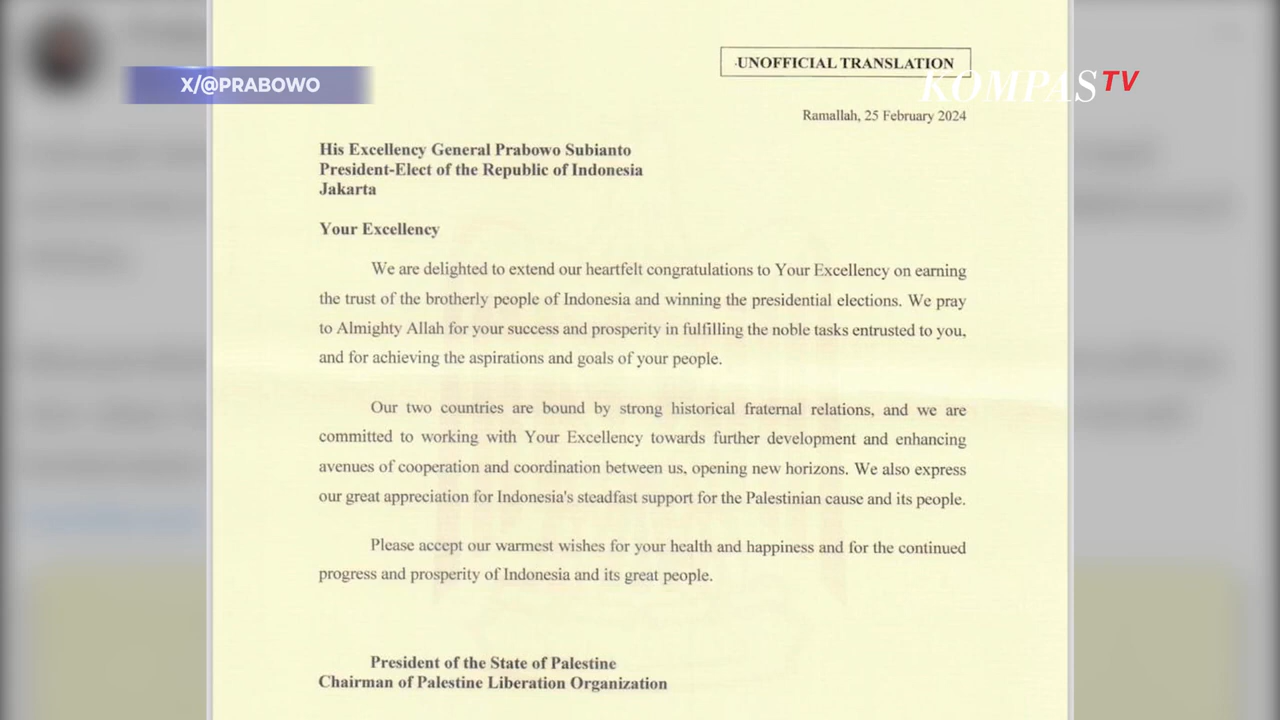 X/@PRABOWO
KOMPAS TV
UNOFFICIAL TRANSLATION
Ramallah, 25 February 2024
His Excellency General Prabowo Subianto
President-Elect of the Republic of Indonesia
Jakarta
Your Excellency
We are delighted to extend our heartfelt congratulations to Your Excellency on earning
the trust of the brotherly people of Indonesia and winning the presidential elections. We pray
to Almighty Allah for your success and prosperity in fulfilling the noble tasks entrusted to you,
and for achieving the aspirations and goals of your people.
Our two countries are bound by strong historical fraternal relations, and we are
committed to working with Your Excellency towards further development and enhancing
avenues of cooperation and coordination between us, opening new horizons. We also express
our great appreciation for Indonesia's steadfast support for the Palestinian cause and its people.
Please accept our warmest wishes for your health and happiness and for the continued
progress and prosperity of Indonesia and its great people.
President of the State of Palestine
Chairman of Palestine Liberation Organization